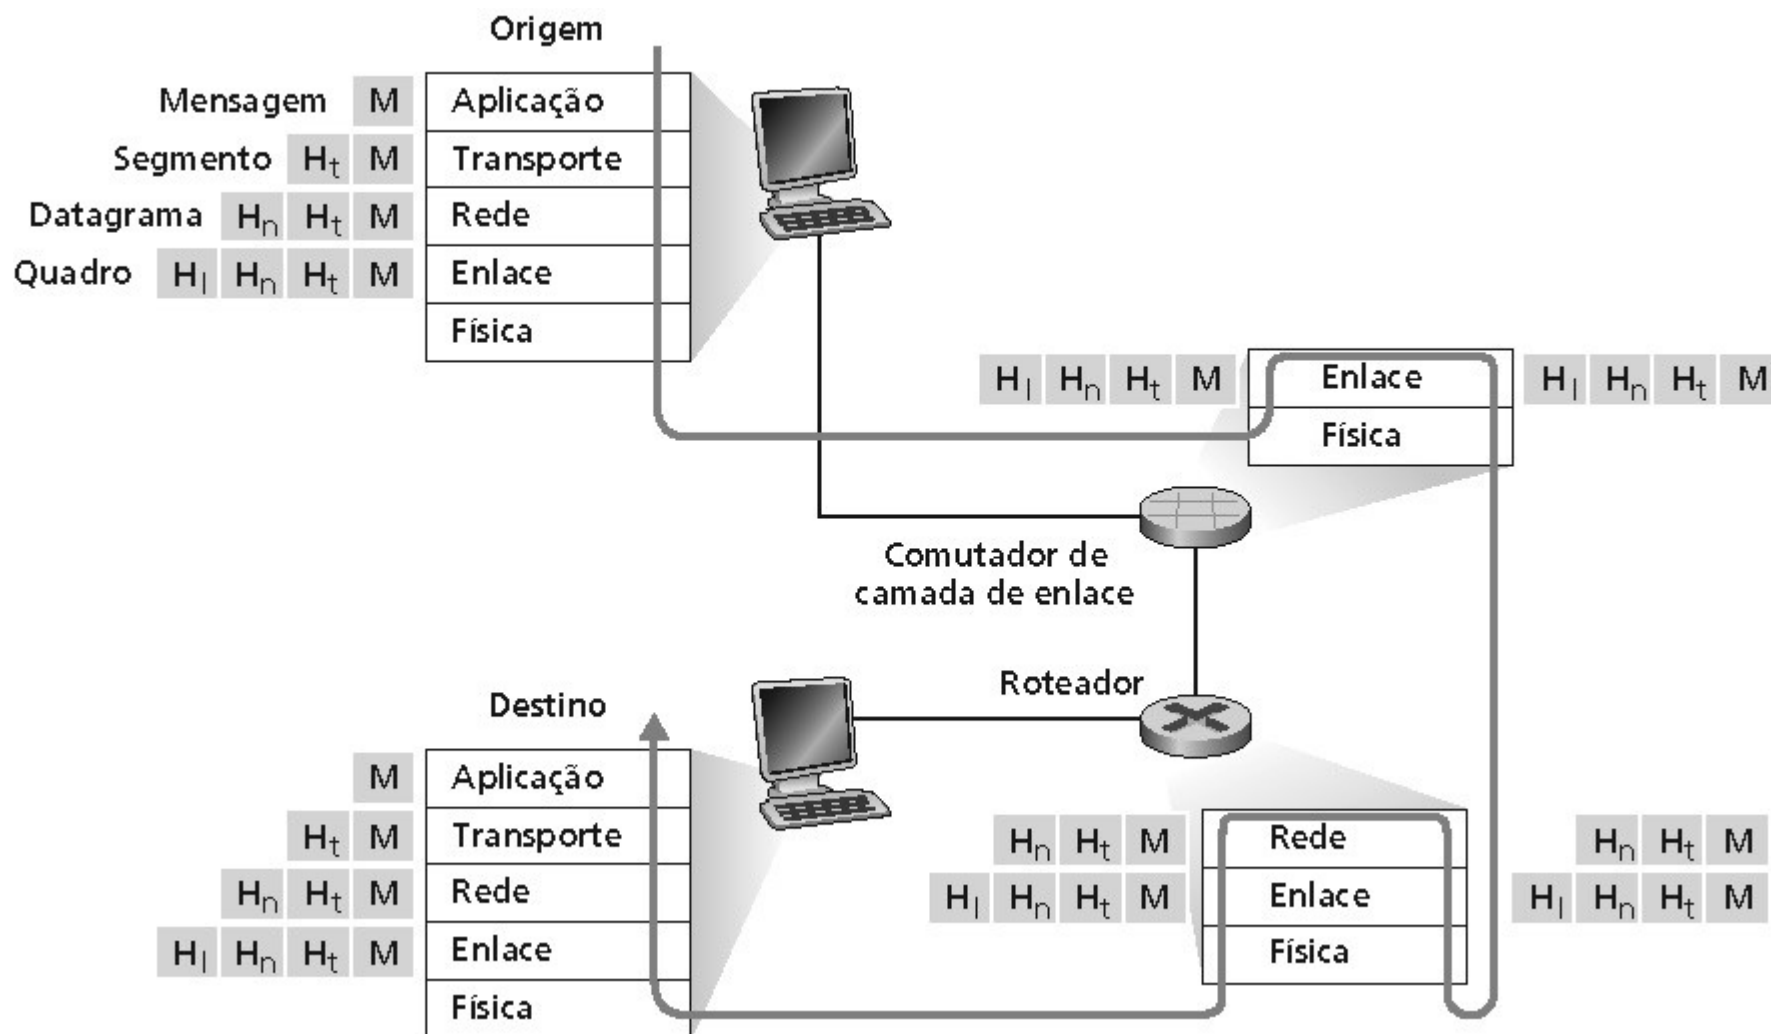 Origem
Mensagem M Aplicação
Segmento Ht M Transporte
Datagrama Hn Ht M Rede
Quadro Hl Hn Ht M Enlace
Física
Hl Hn Ht M Enlace Hl Hn Ht M
Física
Comutador de
camada de enlace
Roteador
Destino
M Aplicação
Ht M Transporte
Hn Ht M Rede
Hl Hn Ht M Enlace
Física
Hn Ht M Rede Hn Ht M
Hl Hn Ht M Enlace Hl Hn Ht M
Física